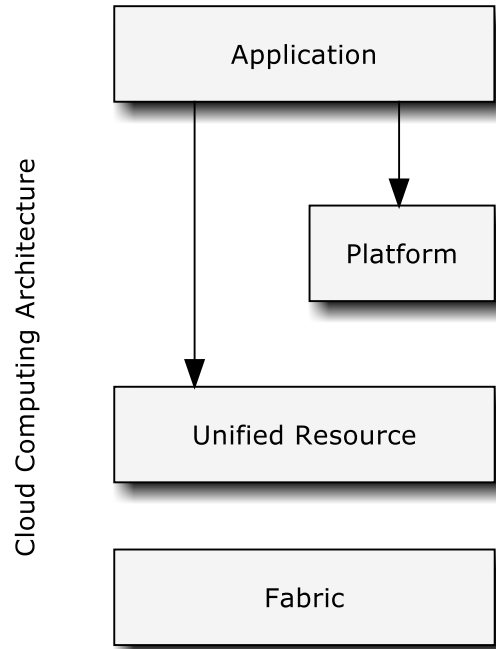 Cloud Computing Architecture
Application
Platform
Unified Resource
Fabric